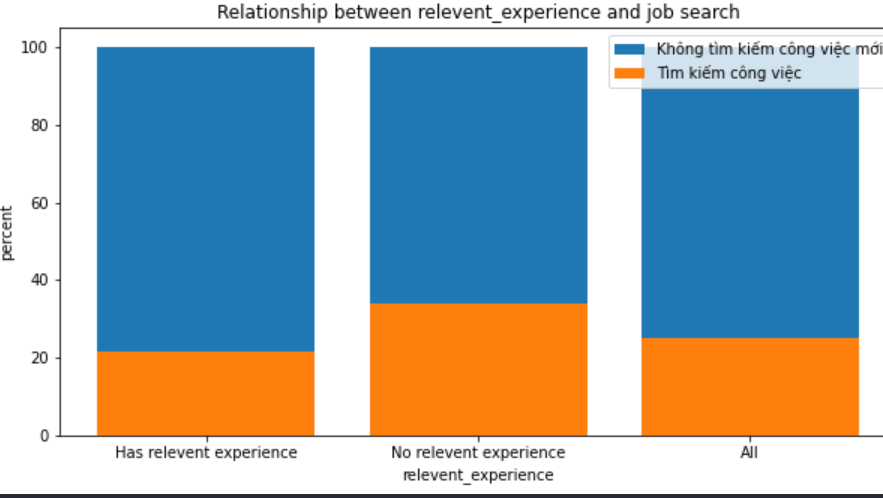 Relationship between relevent_experience and job search
Không tìm kiếm công việc mới
Tìm kiếm công việc
100
80
60
40
20
0
percent
Has relevent experience
No relevent experience
All
relevent_experience